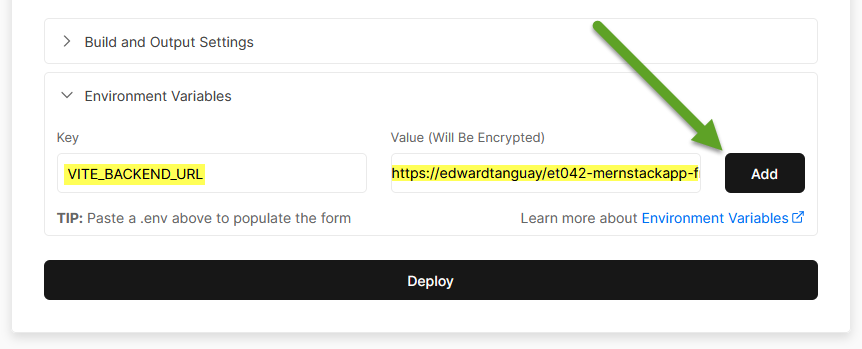 Build and Output Settings
Environment Variables
Key
Value (Will Be Encrypted)
VITE_BACKEND_URL
https://edwardtanguay/et042-mernstackapp-f
Add
TIP: Paste a .env above to populate the form
Learn more about Environment Variables
Deploy